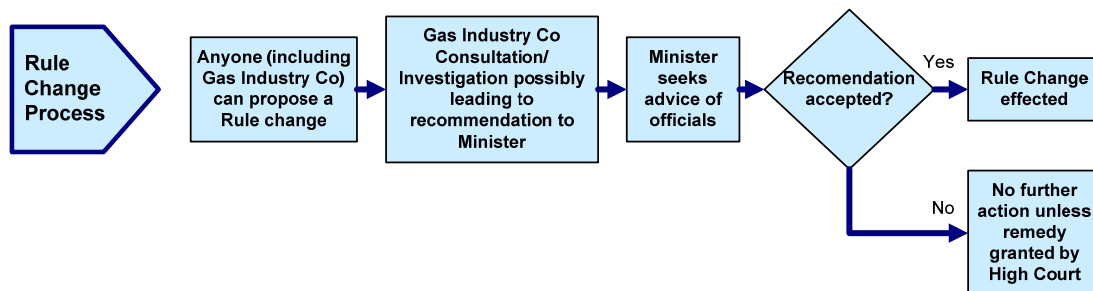 Rule
Change
Process
Anyone (including
Gas Industry Co)
can propose a
Rule change
Gas Industry Co
Consultation/
Investigation possibly
leading to
recommendation to
Minister
Minister
seeks
advice of
officials
Recomendation
accepted?
Yes
Rule Change
effected
No
No further
action unless
remedy
granted by
High Court